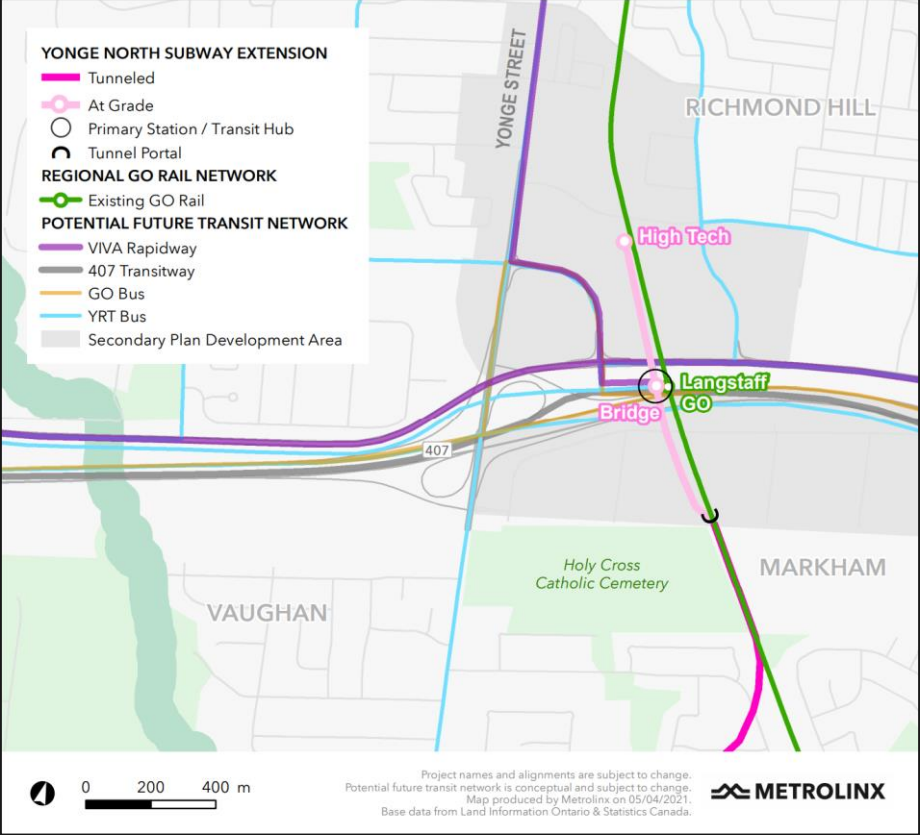 YONGE NORTH SUBWAY EXTENSION
Tunneled
At Grade
Primary Station / Transit Hub
Tunnel Portal
REGIONAL GO RAIL NETWORK
Existing GO Rail
POTENTIAL FUTURE TRANSIT NETWORK
VIVA Rapidway
407 Transitway
GO Bus
YRT Bus
Secondary Plan Development Area
YONGE STREET
RICHMOND HILL
High Tech
Langstaff
GO
Bridge
407
Holy Cross
Catholic Cemetery
MARKHAM
VAUGHAN
0 200 400 m
Project names and alignments are subject to change.
Potential future transit network is conceptual and subject to change.
Map produced by Metrolinx on 05/04/2021.
Base data from Land Information Ontario & Statistics Canada.
METROLINX